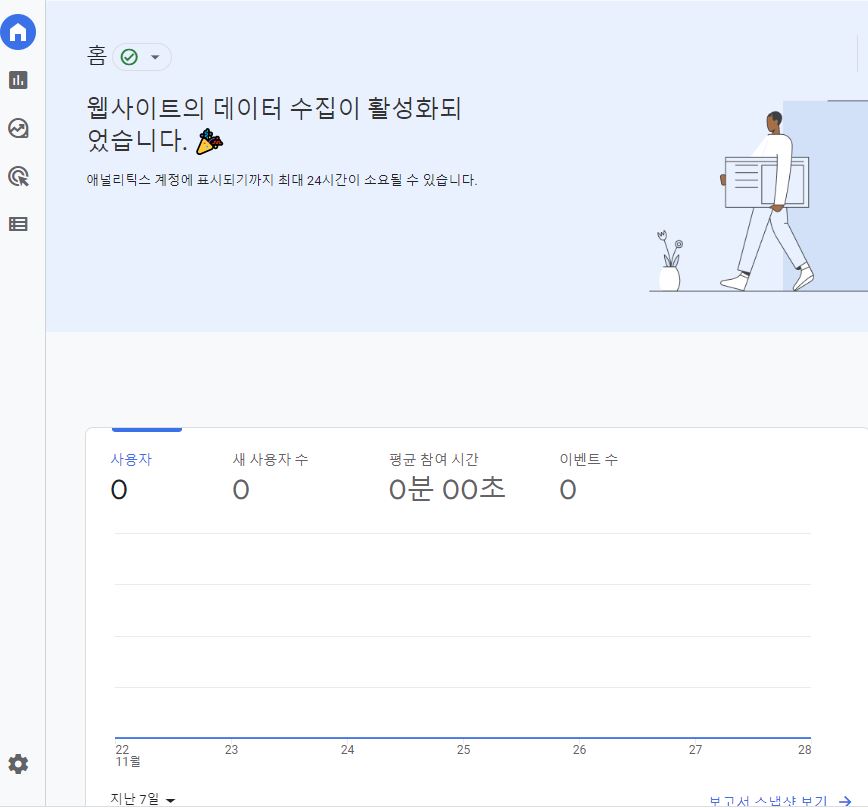 홈
웹사이트의 데이터 수집이 활성화되
었습니다.
애널리틱스 계정에 표시되기까지 최대 24시간이 소요될 수 있습니다.
사용자 새 사용자 수 평균 참여 시간 이벤트 수
0 0 0분 00초 0
22 23 24 25 26 27 28
11월
지난 7일 보고서 스냅샷 보기